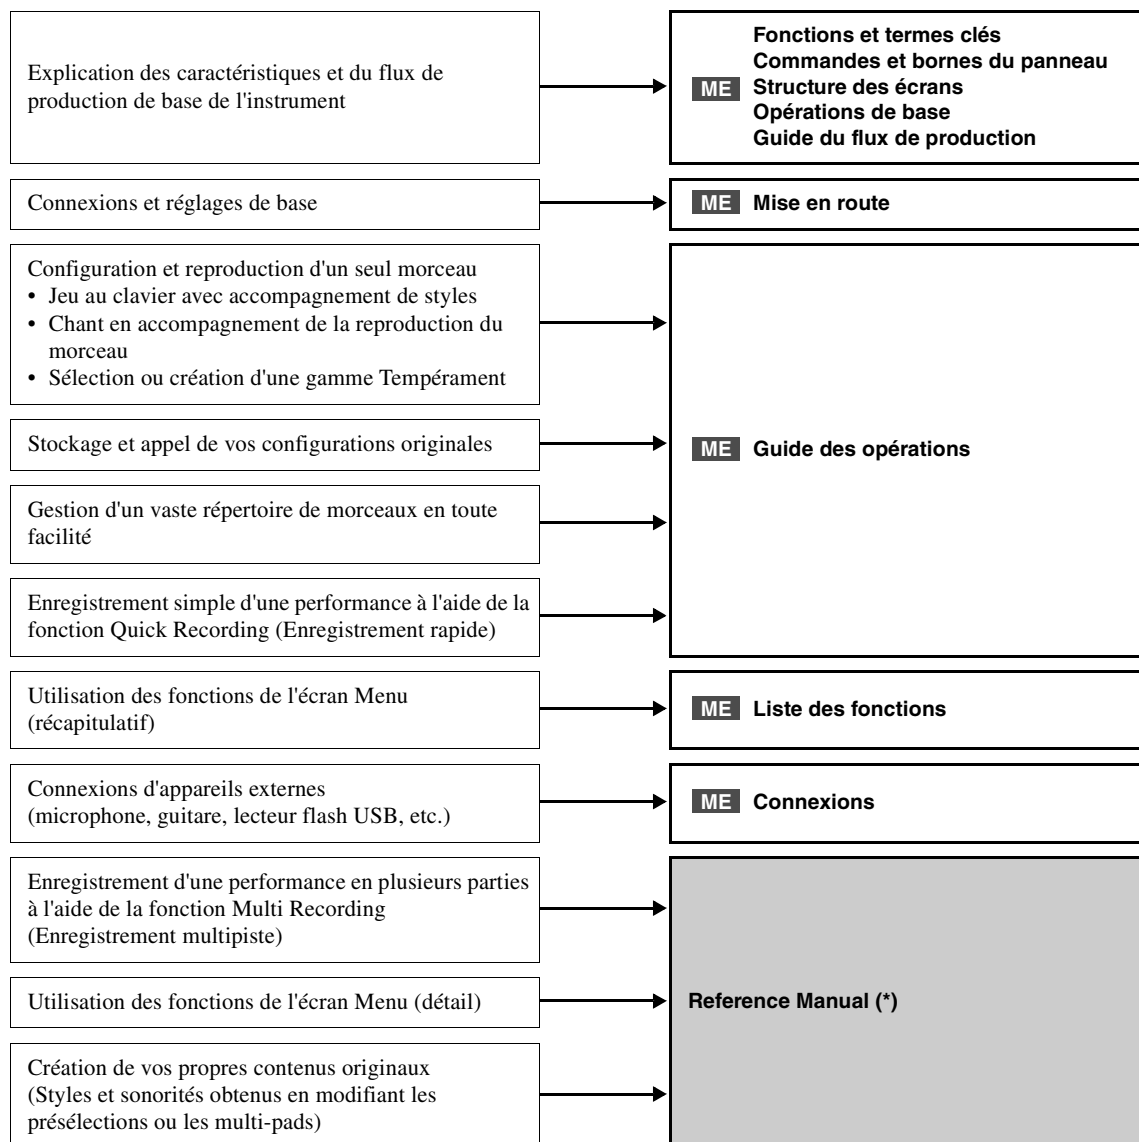 Explication des caractéristiques et du flux de
production de base de l'instrument
ME
Fonctions et termes clés
Commandes et bornes du panneau
Structure des écrans
Opérations de base
Guide du flux de production
Connexions et réglages de base
ME Mise en route
Configuration et reproduction d'un seul morceau
• Jeu au clavier avec accompagnement de styles
• Chant en accompagnement de la reproduction du
morceau
• Sélection ou création d'une gamme Tempérament
Stockage et appel de vos configurations originales
Gestion d'un vaste répertoire de morceaux en toute
facilité
Enregistrement simple d'une performance à l'aide de la
fonction Quick Recording (Enregistrement rapide)
ME Guide des opérations
Utilisation des fonctions de l'écran Menu
(récapitulatif)
ME Liste des fonctions
Connexions d'appareils externes
(microphone, guitare, lecteur flash USB, etc.)
ME Connexions
Enregistrement d'une performance en plusieurs parties
à l'aide de la fonction Multi Recording
(Enregistrement multipiste)
Utilisation des fonctions de l'écran Menu (détail)
Création de vos propres contenus originaux
(Styles et sonorités obtenus en modifiant les
présélections ou les multi-pads)
Reference Manual (*)